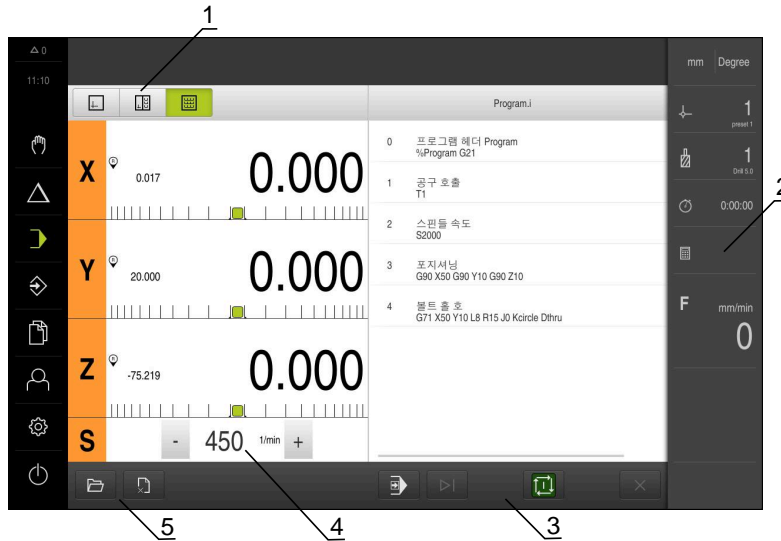 1
△ 0
11:10
mm Degree
Program.i
X
R
0.017
0.000
Y
R
20.000
0.000
Z
R
-75.219
0.000
S
-
450
1/min
+
0 프로그램 헤더 Program
%Program G21
1 공구 호출
T1
2 스핀들 속도
S2000
3 포지셔닝
G90 X50 G90 Y10 G90 Z10
4 볼트 홀 호
G71 X50 Y10 L8 R15 J0 Kcircle Dthru
1
preset 1
1
Drill 5.0
0:00:00
F mm/min
0
2
5
4
3